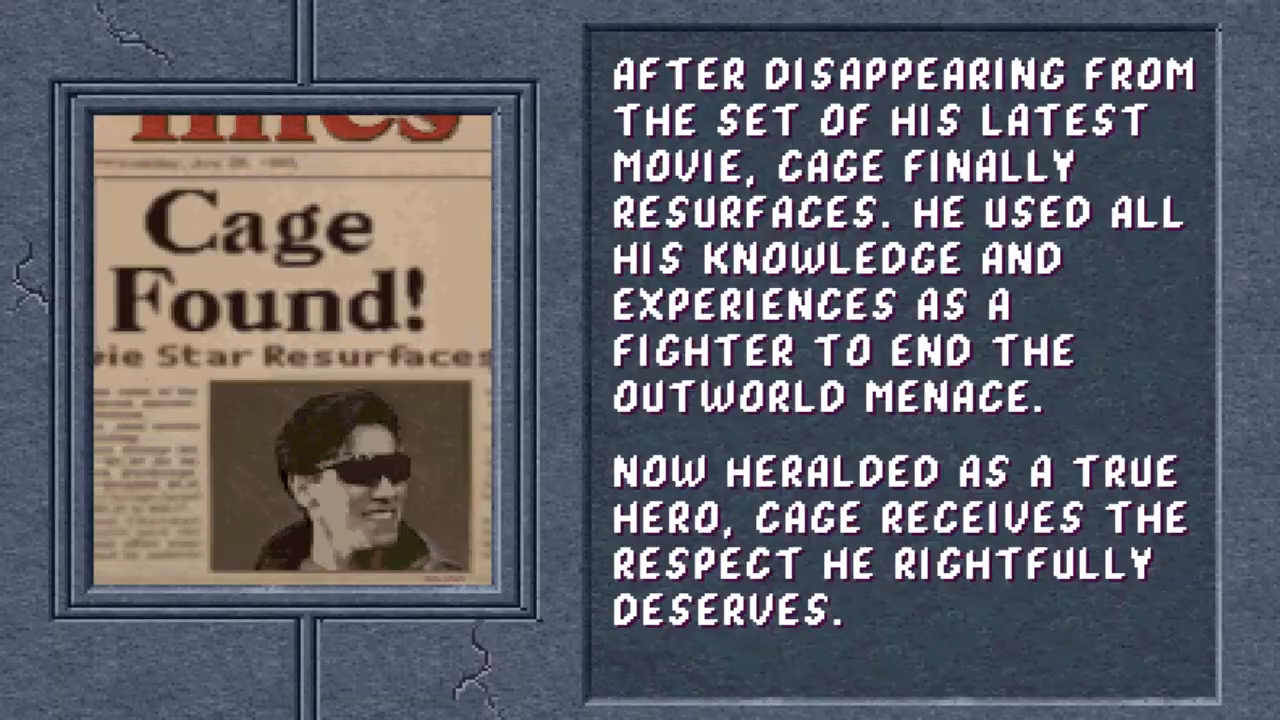 Cage
Found!
Star Resurfaces
AFTER DISAPPEARING FROM
THE SET OF HIS LATEST
MOVIE, CAGE FINALLY
RESURFACES. HE USED ALL
HIS KNOWLEDGE AND
EXPERIENCES AS A
FIGHTER TO END THE
OUTWORLD MENACE.
NOW HERALDED AS A TRUE
HERO, CAGE RECEIVES THE
RESPECT HE RIGHTFULLY
DESERVES.